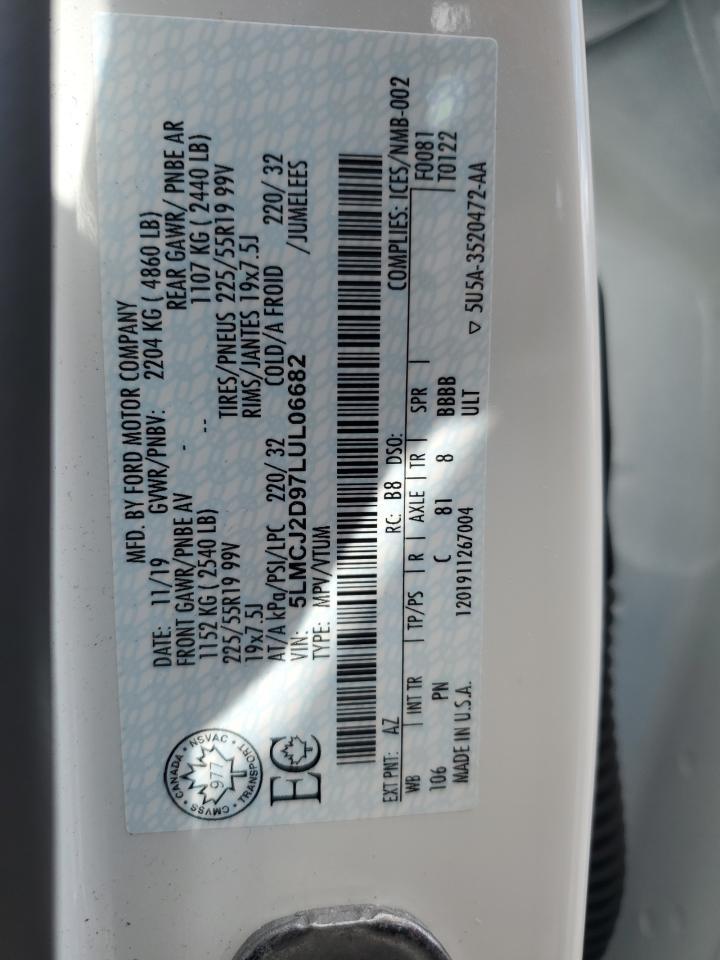 MFD. BY FORD MOTOR COMPANY
DATE: 11/19 GVWR/PNBV: 2204 KG ( 4860 LB)
FRONT GAWR/PNBE AV REAR GAWR/ PNBE AR
1152 KG ( 2540 LB) - 1107 KG ( 2440 LB)
225/55R19 99V -- TIRES/PNEUS 225/55R19 99V
19x7.5J RIMS/JANTES 19x7.5J
AT/A kPa/PSI/LPC 220/ 32 COLD/A FROID 220/ 32
VIN: 5LMCJ2D97LUL06682 /JUMELEES
TYPE: MPV/VTUM
CANADA • NSVAC • TRANSPORT • CMVSS •
977
EC
EXT PNT: AZ RC: B8 DSO: COMPLIES: ICES/NMB-002
WB | INT TR | TP/PS | R | AXLE | TR | SPR | F0081
106 PN C 81 8 BBBB T0122
MADE IN U.S.A. 1201911267004 ULT ▽ 5U5A-3520472-AA